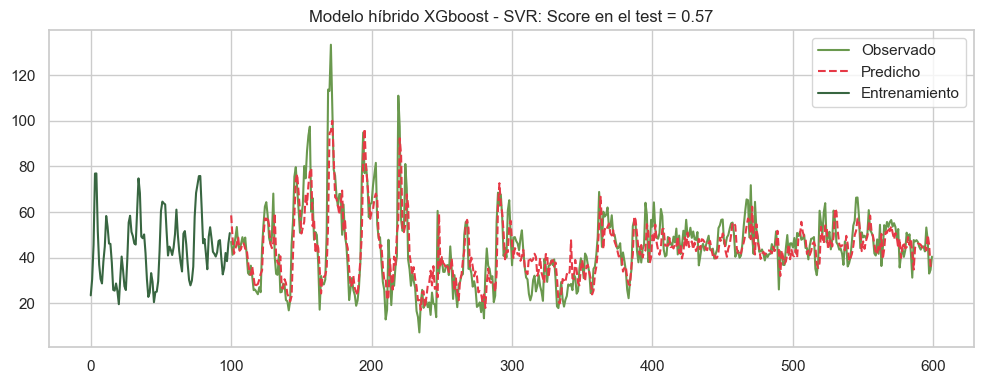 Modelo híbrido XGboost - SVR: Score en el test = 0.57
Observado
Predicho
Entrenamiento
120
100
80
60
40
20
0 100 200 300 400 500 600